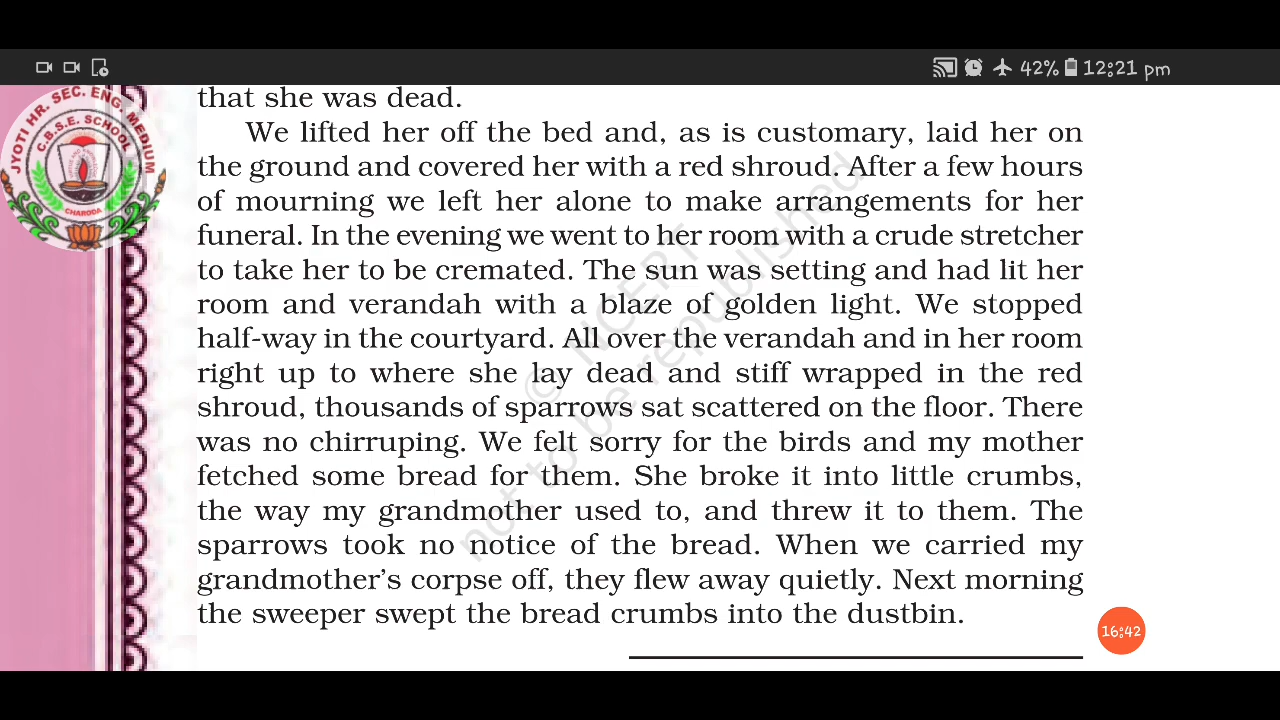 42% 12:21 pm
JYOTI HR. SEC. ENG. MEDIUM
C.B.S.E. SCHOOL
CHARODA
that she was dead.
We lifted her off the bed and, as is customary, laid her on
the ground and covered her with a red shroud. After a few hours
of mourning we left her alone to make arrangements for her
funeral. In the evening we went to her room with a crude stretcher
to take her to be cremated. The sun was setting and had lit her
room and verandah with a blaze of golden light. We stopped
half-way in the courtyard. All over the verandah and in her room
right up to where she lay dead and stiff wrapped in the red
shroud, thousands of sparrows sat scattered on the floor. There
was no chirruping. We felt sorry for the birds and my mother
fetched some bread for them. She broke it into little crumbs,
the way my grandmother used to, and threw it to them. The
sparrows took no notice of the bread. When we carried my
grandmother's corpse off, they flew away quietly. Next morning
the sweeper swept the bread crumbs into the dustbin.
© NCERT
not to be republished
16:42